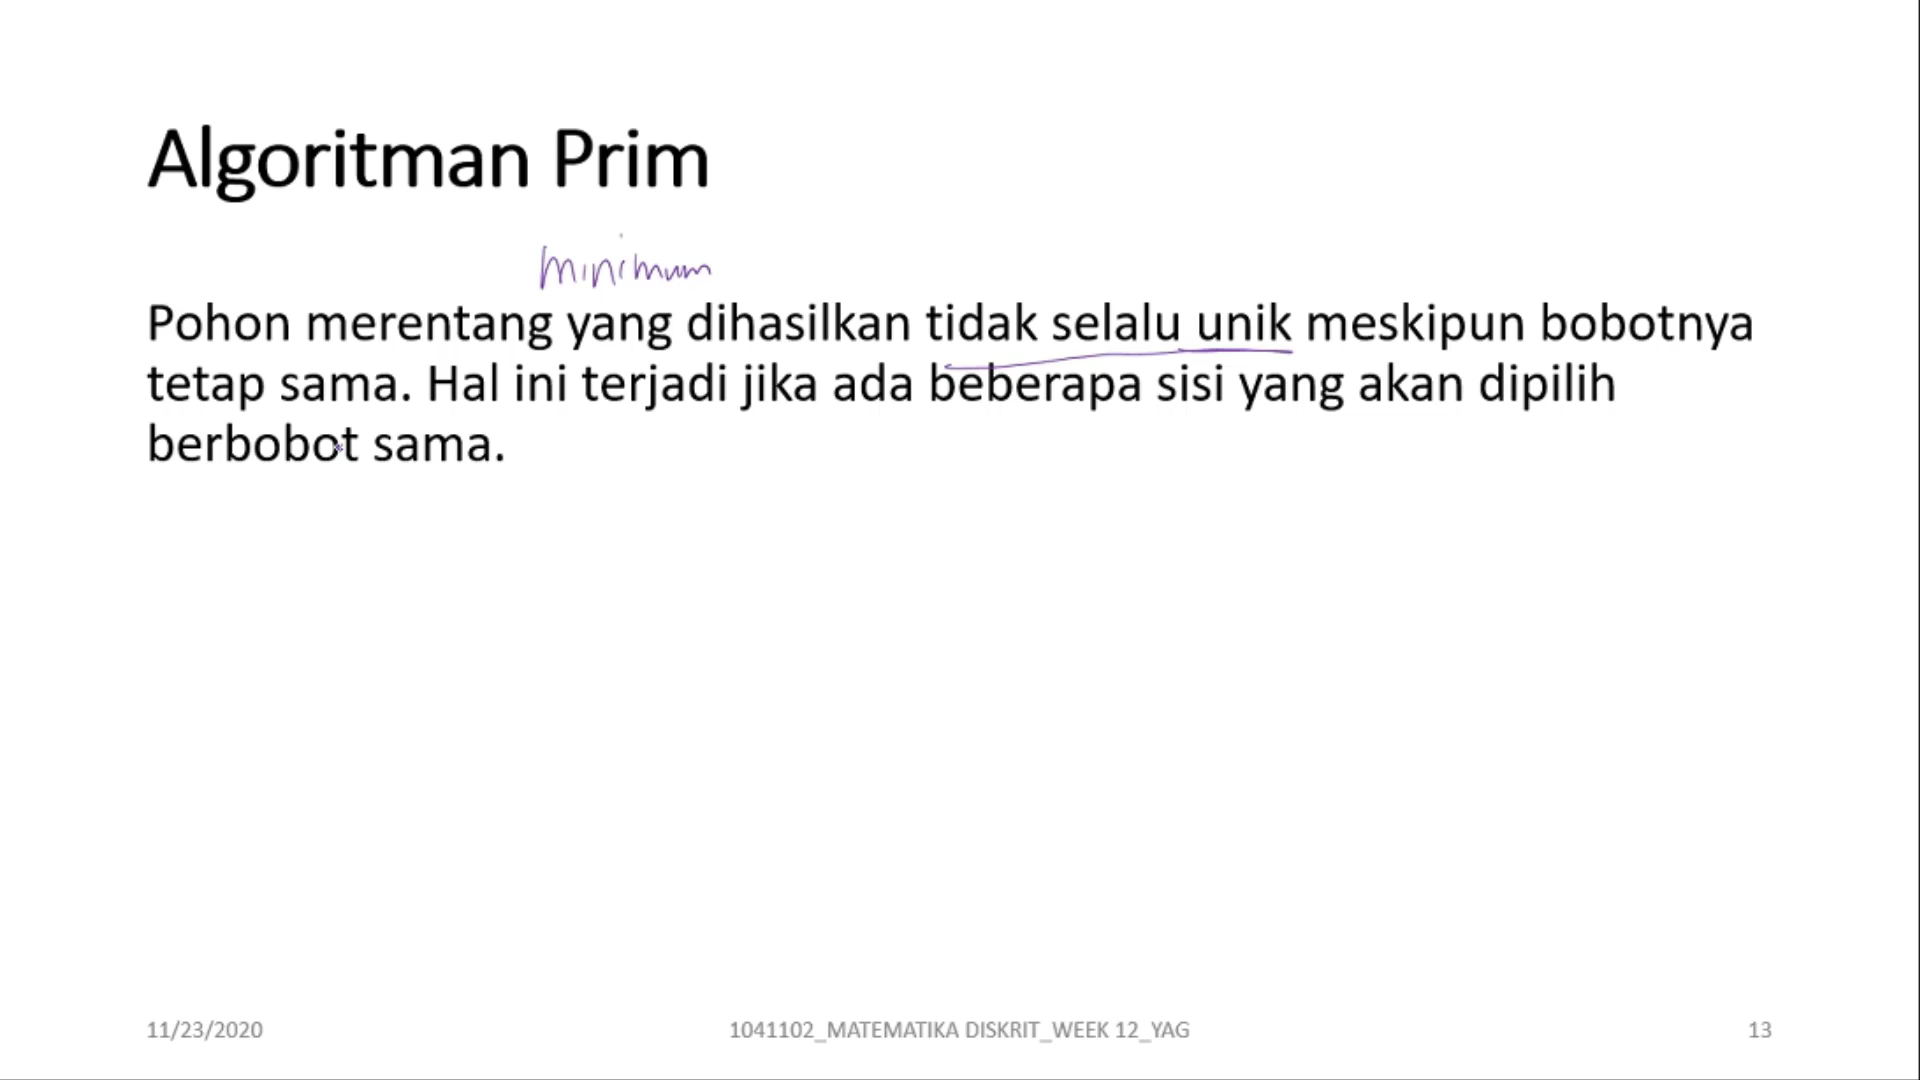 Algoritman Prim
minimum
Pohon merentang yang dihasilkan tidak selalu unik meskipun bobotnya
tetap sama. Hal ini terjadi jika ada beberapa sisi yang akan dipilih
berbobot sama.
11/23/2020
1041102_MATEMATIKA DISKRIT_WEEK 12_YAG
13